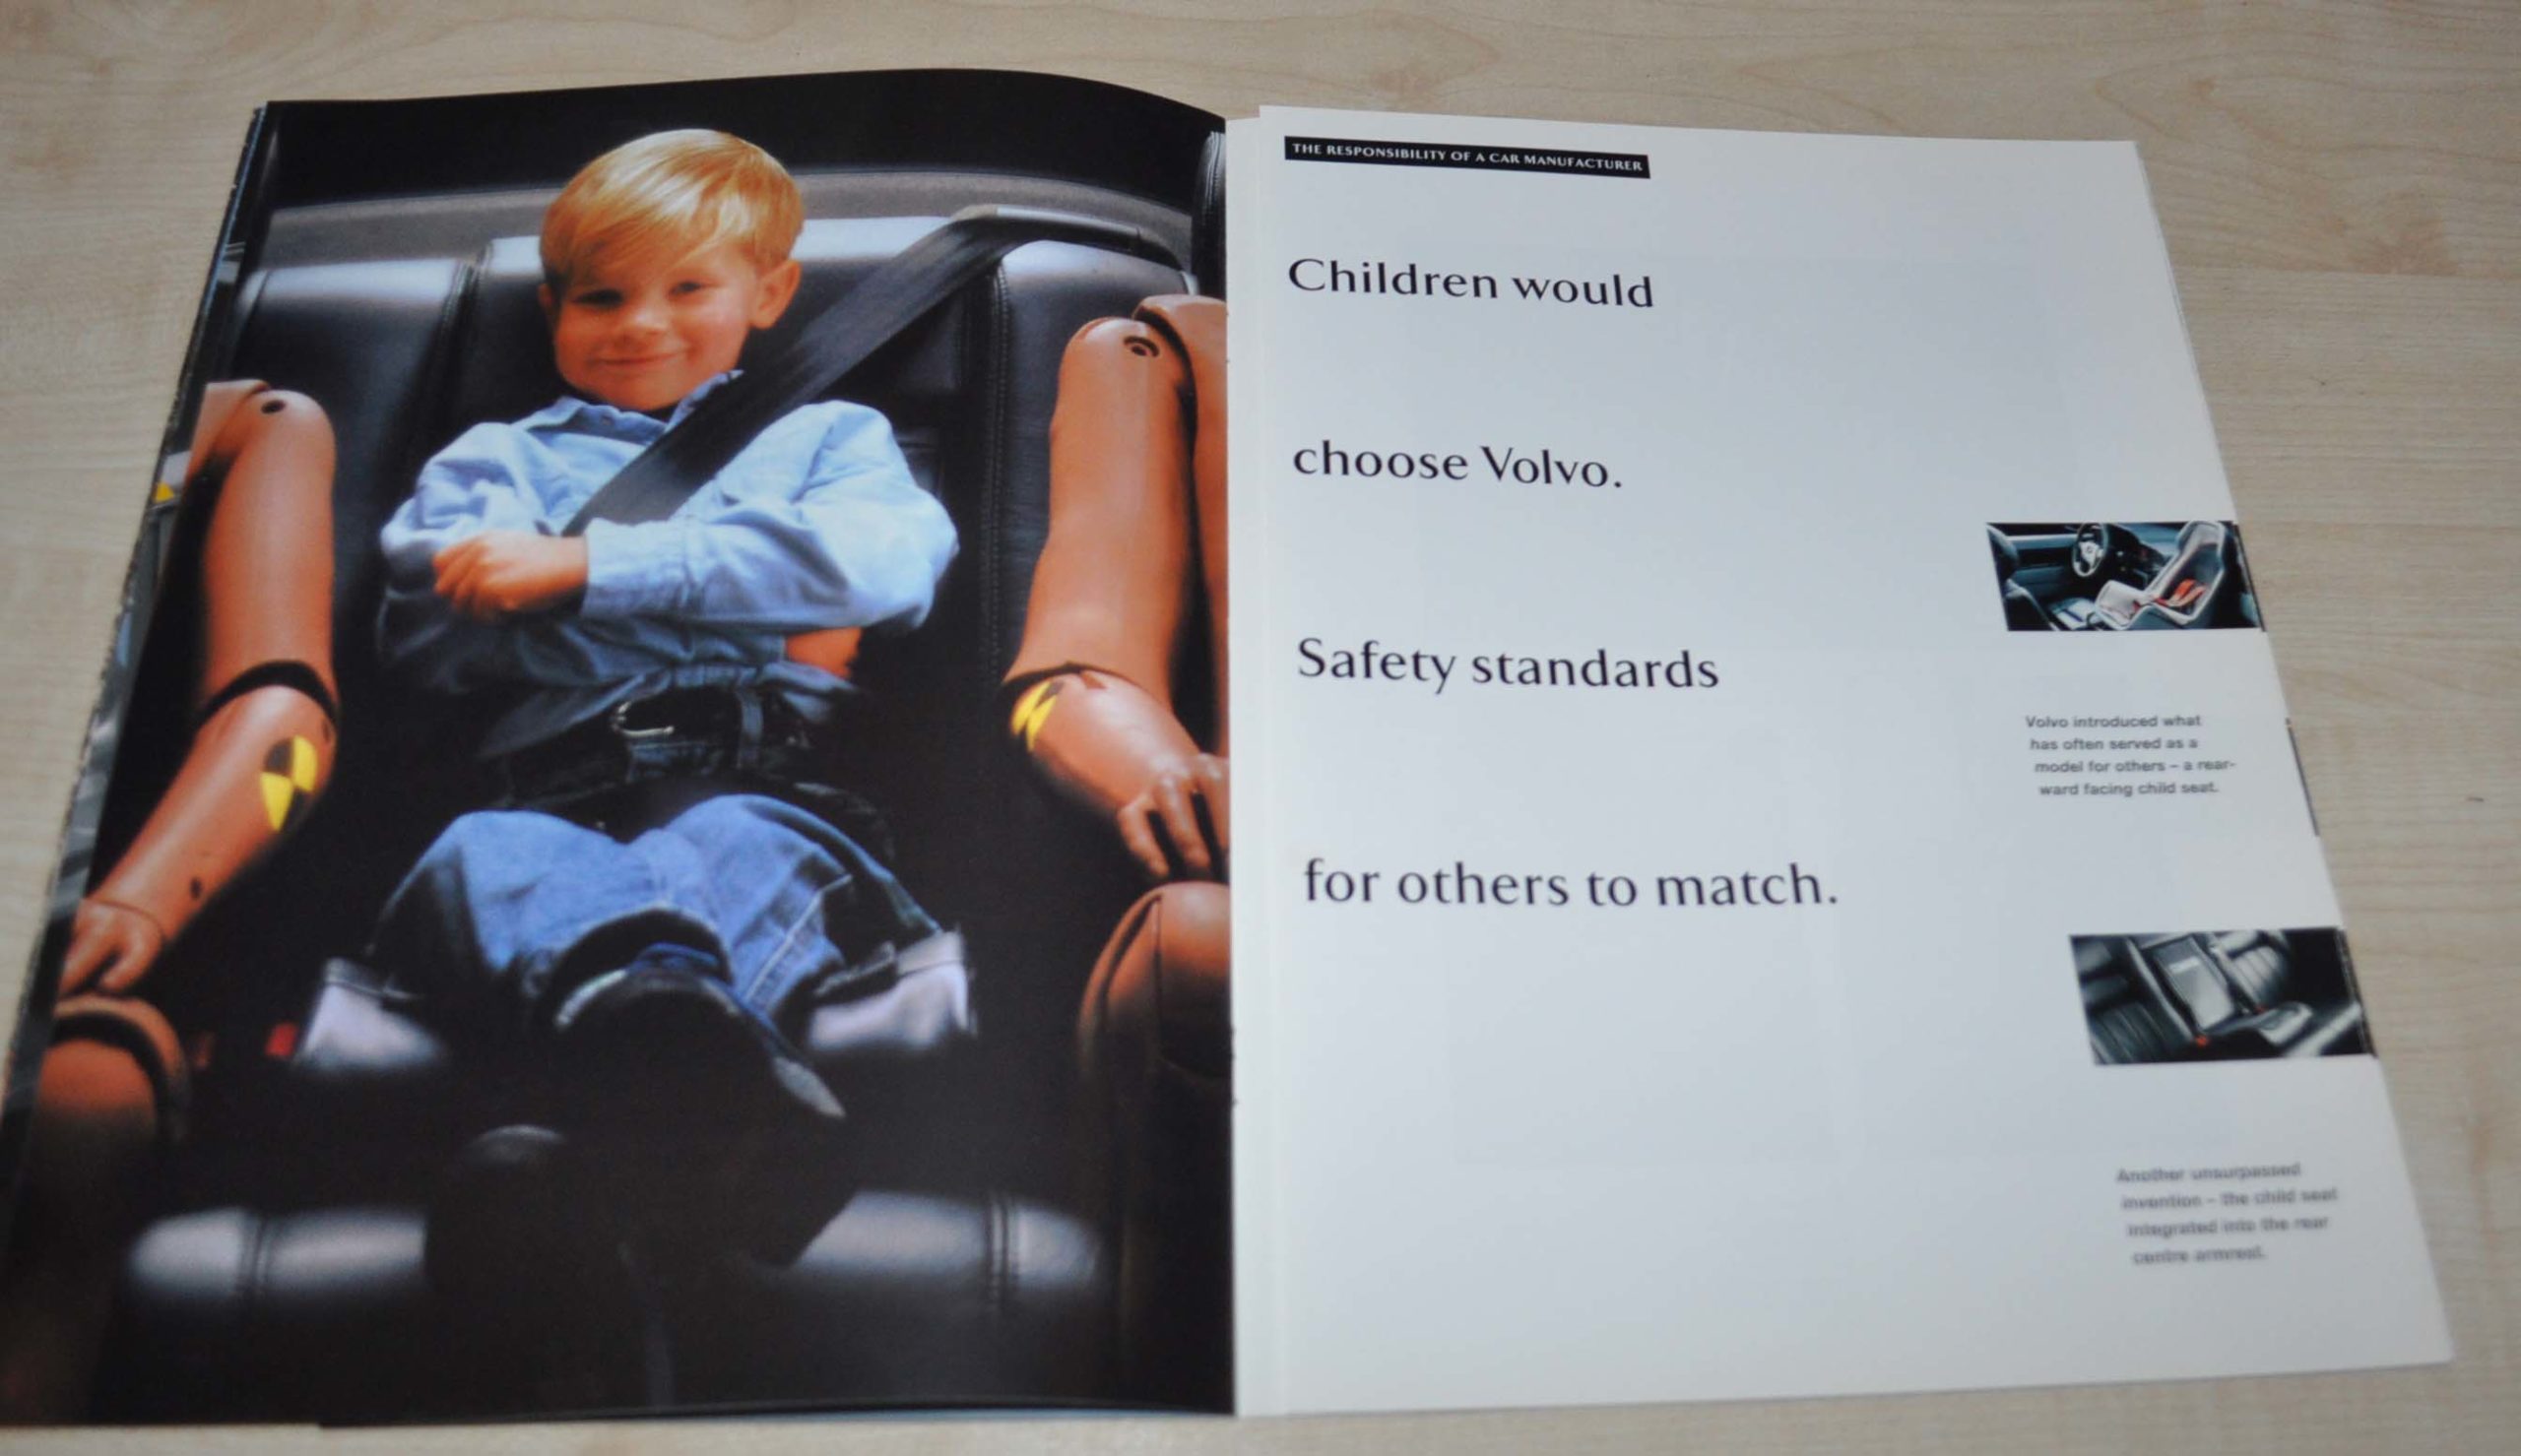 THE RESPONSIBILITY OF A CAR MANUFACTURER
Children would
choose Volvo.
Safety standards
for others to match.
Volvo introduced what
has often served as a
model for others – a rear-
ward facing child seat.
Another unsurpassed
invention – the child seat
integrated into the rear
centre armrest.